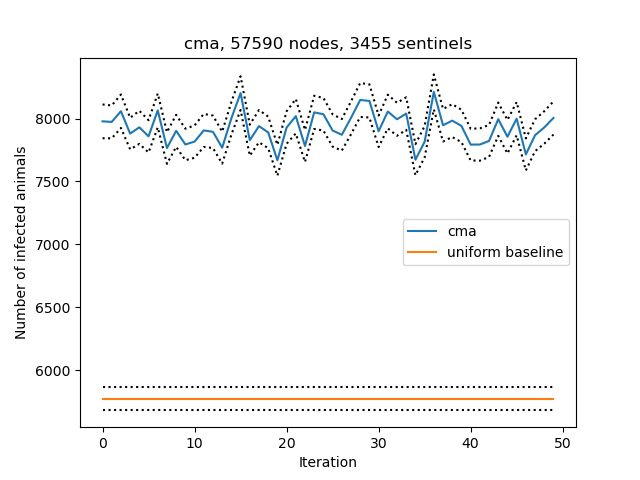 cma, 57590 nodes, 3455 sentinels
Number of infected animals
8000
7500
7000
6500
6000
cma
uniform baseline
0 10 20 30 40 50
Iteration